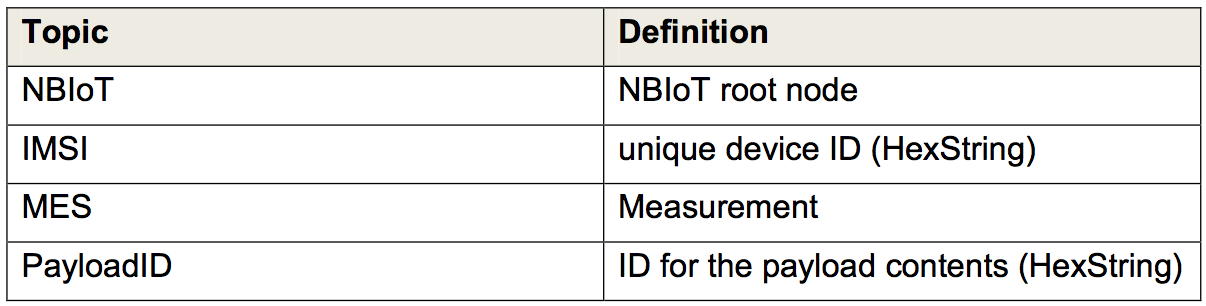 Topic Definition
NBIoT NBIoT root node
IMSI unique device ID (HexString)
MES Measurement
PayloadID ID for the payload contents (HexString)